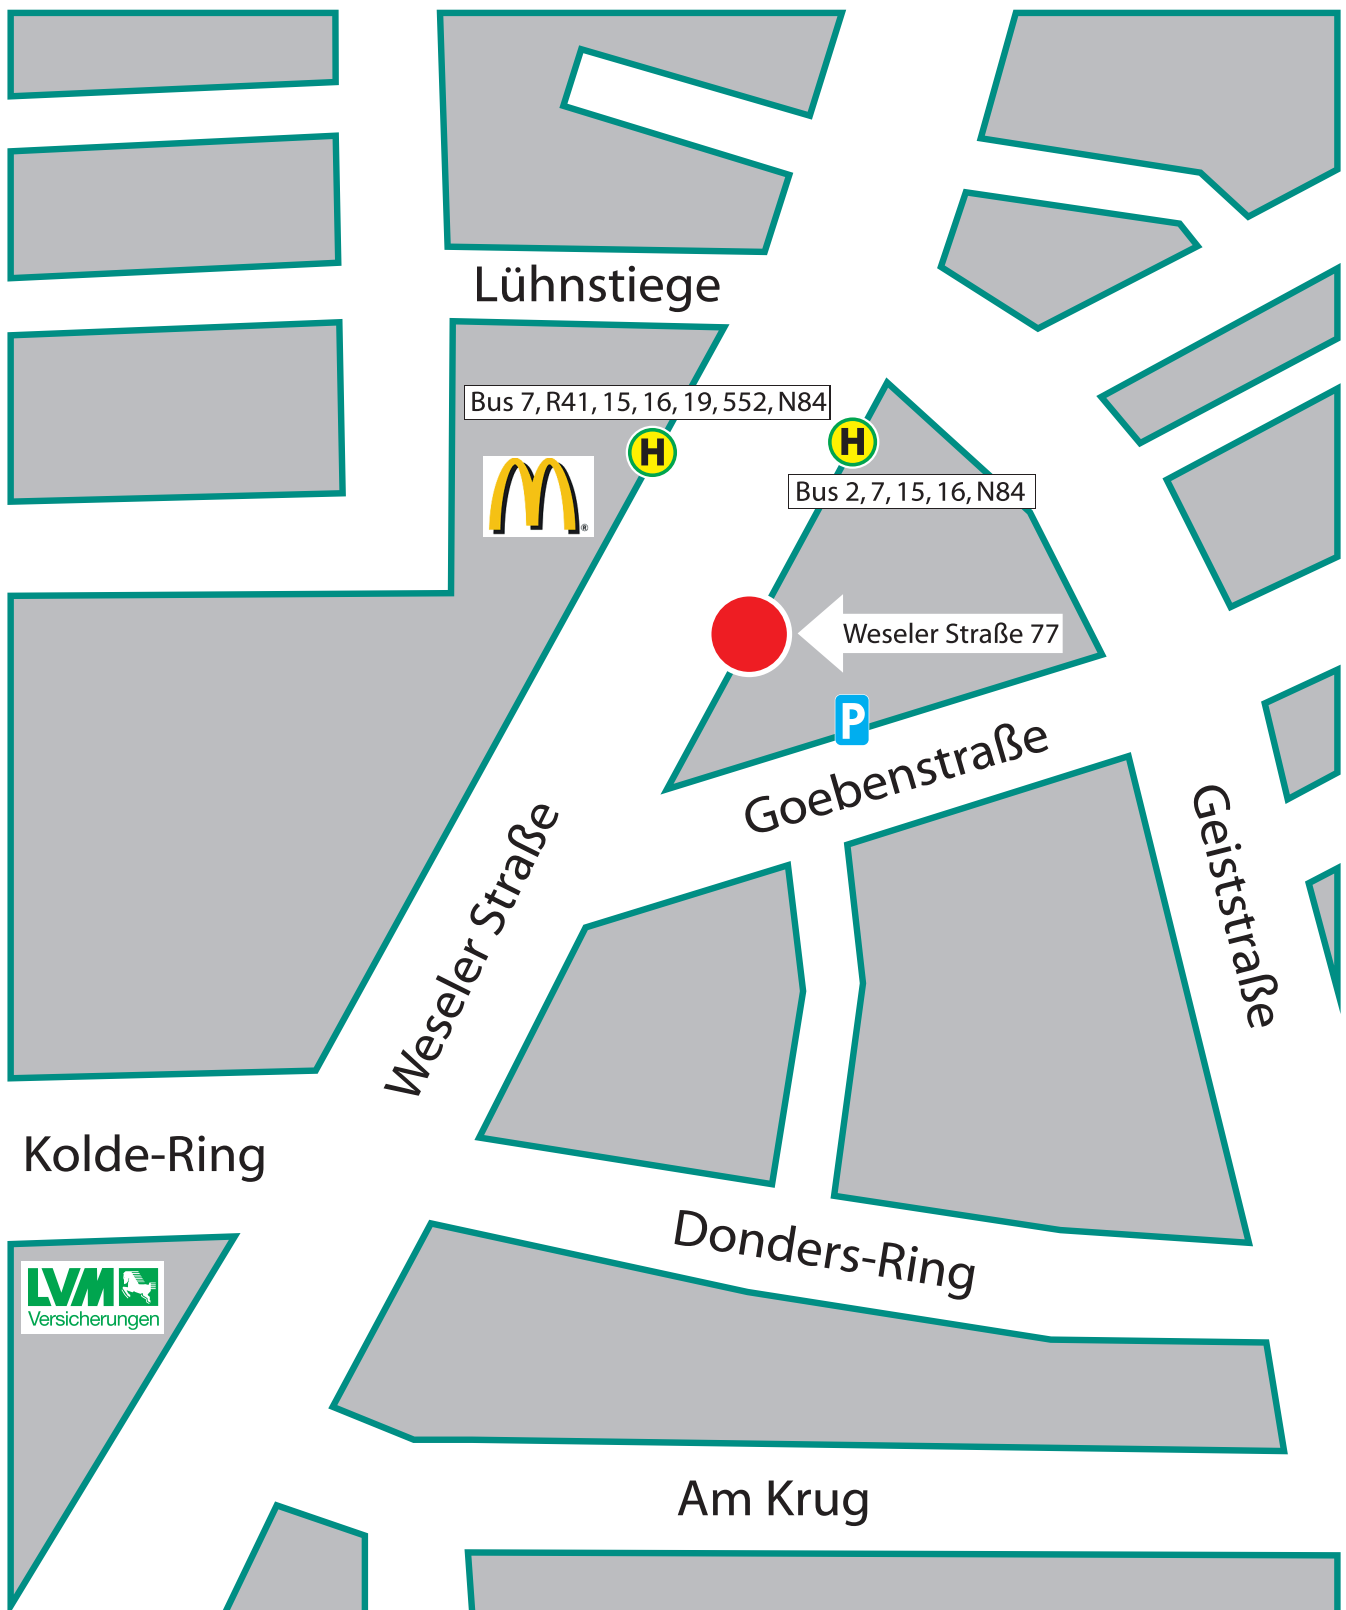 Lühnstiege
Bus 7, R41, 15, 16, 19, 552, N84
H
H
Bus 2, 7, 15, 16, N84
®
Weseler Straße 77
P
Goebenstraße
Geiststraße
Weseler Straße
Kolde-Ring
Donders-Ring
LVM
Versicherungen
Am Krug